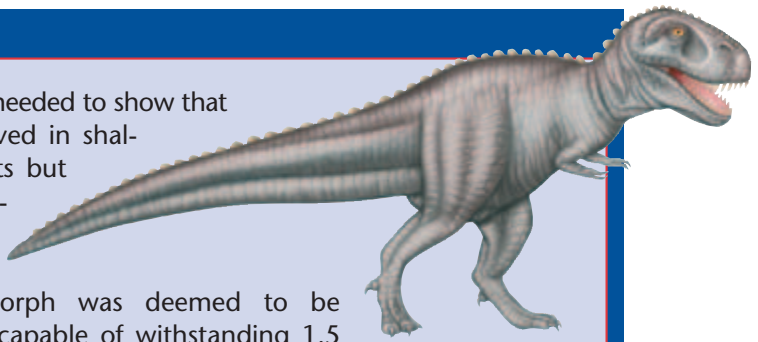 needed to show that
ved in shal-
ts but
-
orph was deemed to be
capable of withstanding 1.5